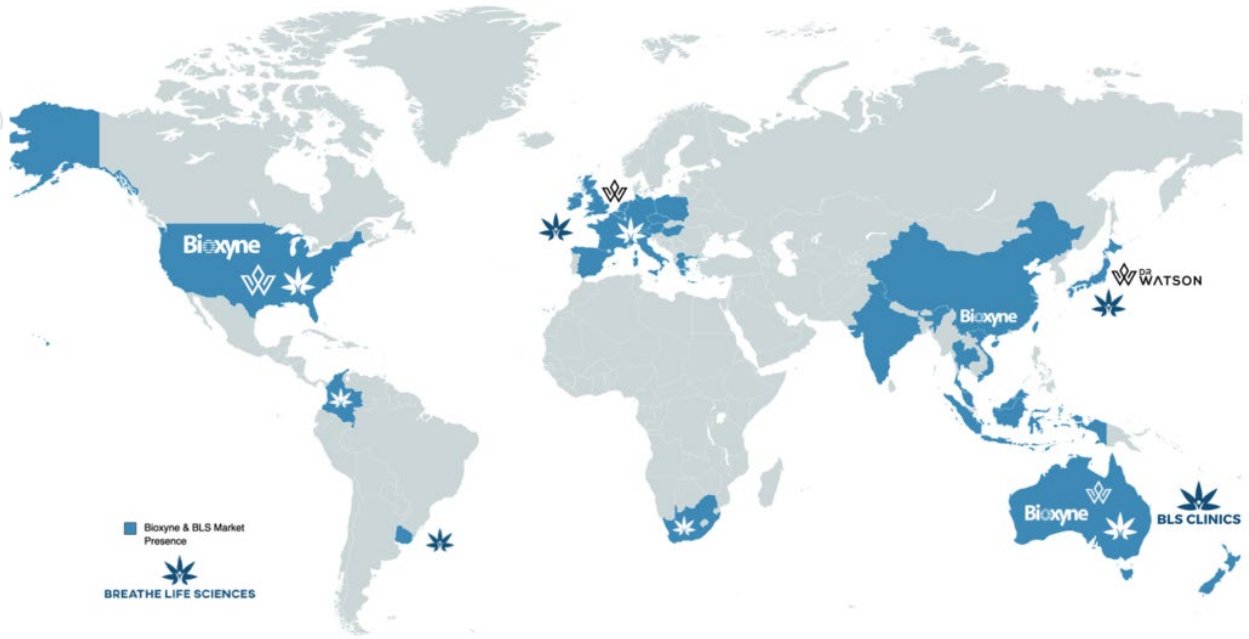 Bioxyne
DR
WATSON
Bioxyne
Bioxyne
BLS CLINICS
Bioxyne & BLS Market
Presence
BREATHE LIFE SCIENCES